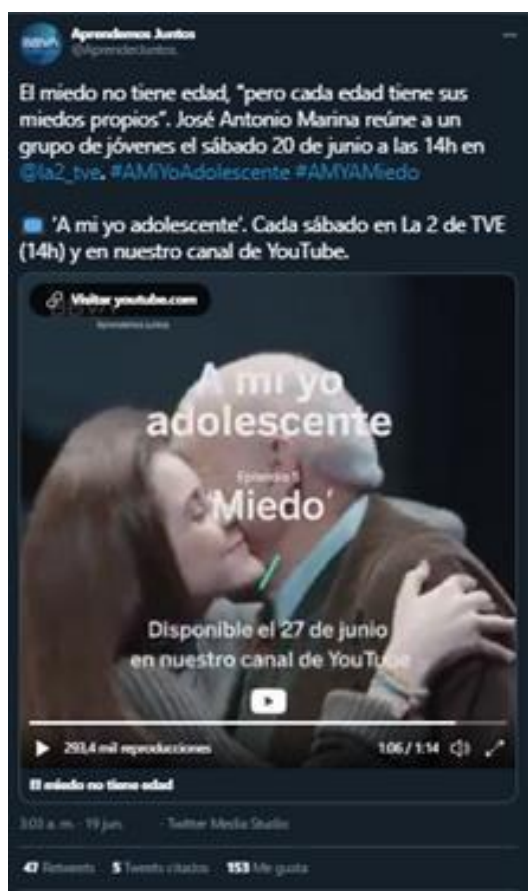 BBVA
Aprendemos Juntos
@AprenderJuntos
El miedo no tiene edad, "pero cada edad tiene sus
miedos propios". José Antonio Marina reúne a un
grupo de jóvenes el sábado 20 de junio a las 14h en
@la2_tve. #AMiYoAdolescente #AMYAMiedo
'A mi yo adolescente'. Cada sábado en La 2 de TVE
(14h) y en nuestro canal de YouTube.
Visitar youtube.com
Aprendemos juntos
A mi yo
adolescente
Episodio 5
'Miedo'
Disponible el 27 de junio
en nuestro canal de YouTube
293,4 mil reproducciones
1:06 / 1:14
El miedo no tiene edad
3:03 a. m. · 19 jun. · Twitter Media Studio
47 Retweets 5 Tweets citados 153 Me gusta